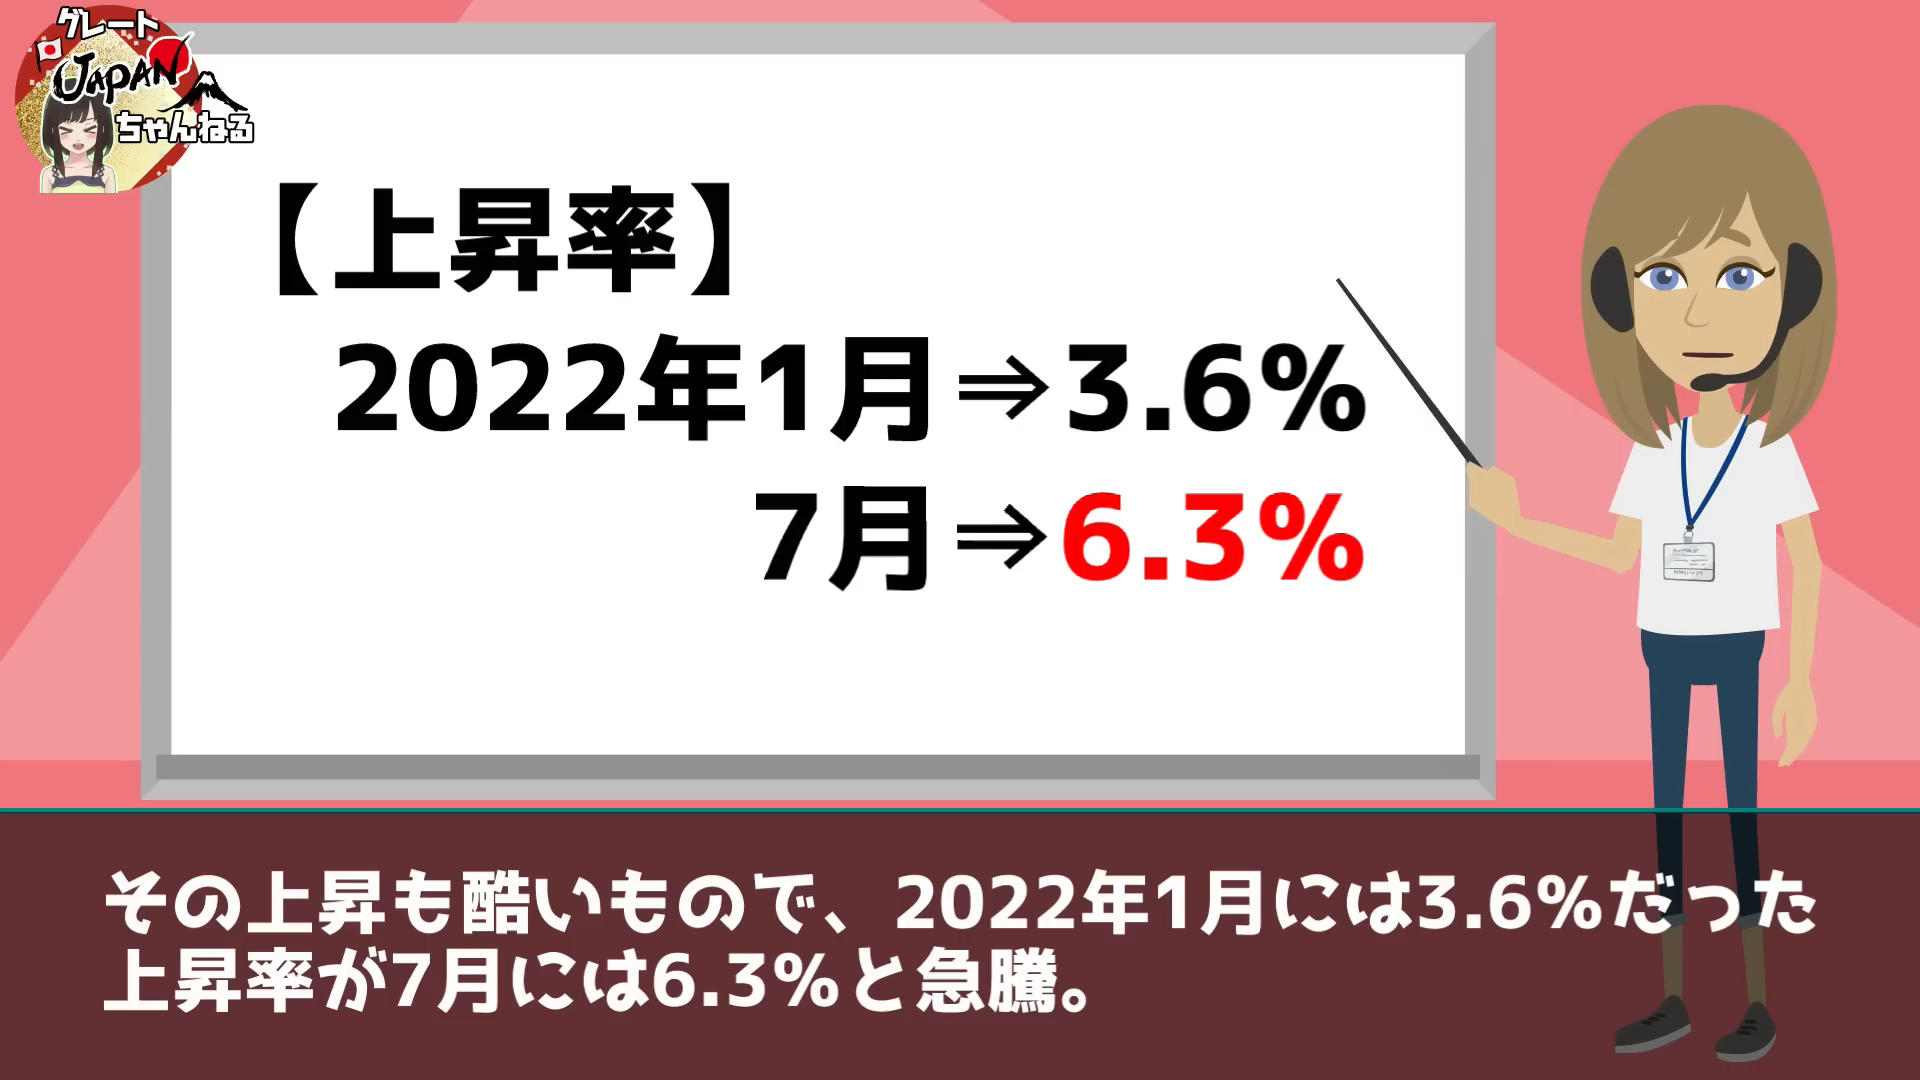 グレート
JAPAN
ちゃんねる
【上昇率】
2022年1月⇒3.6%
7月⇒6.3%
その上昇も酷いもので、2022年1月には3.6%だった
上昇率が7月には6.3%と急騰。